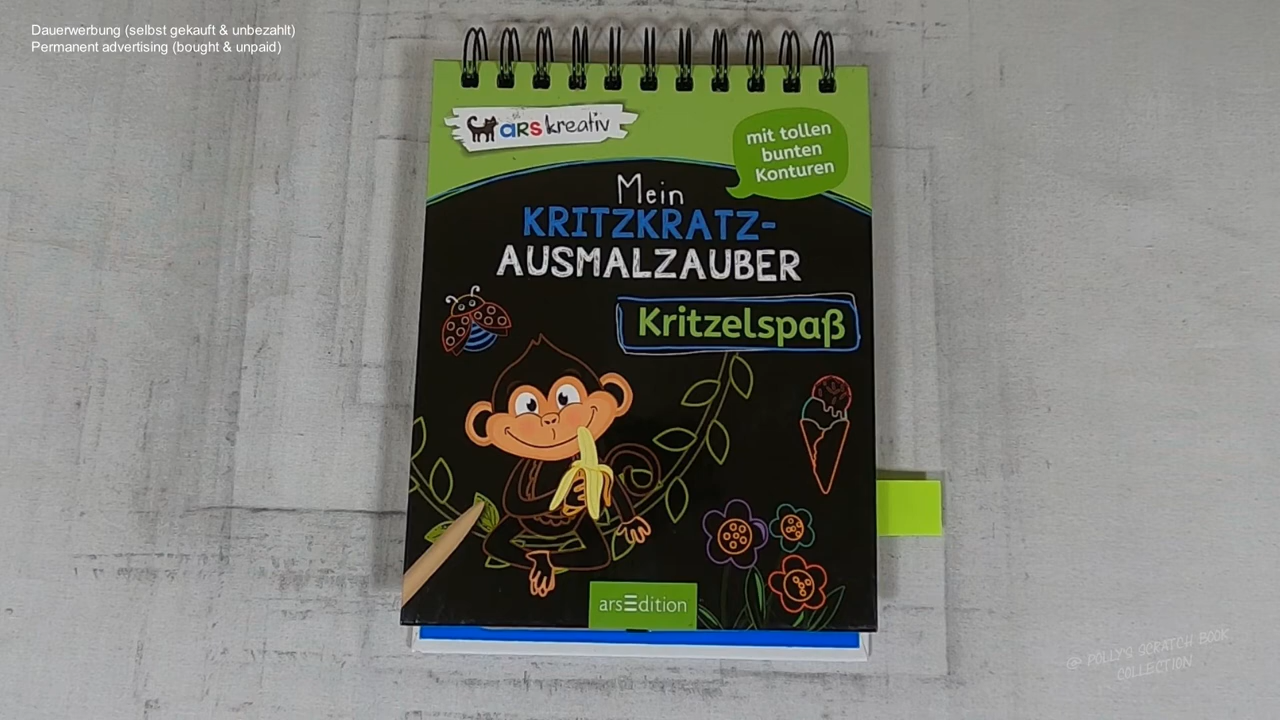 Dauerwerbung (selbst gekauft & unbezahlt)
Permanent advertising (bought & unpaid)
ars kreativ
mit tollen
bunten
Konturen
Mein
KRITZKRATZ-
AUSMALZAUBER
Kritzelspaß
arsEdition
@ POLLY'S SCRATCH BOOK
COLLECTION